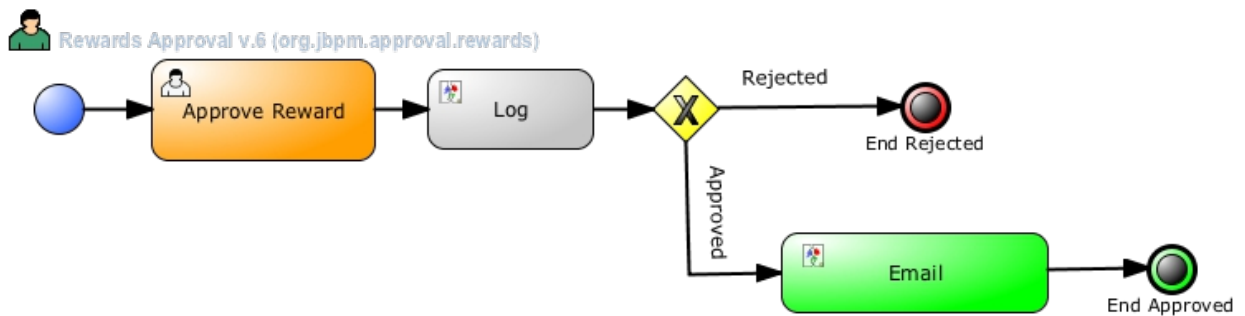 Rewards Approval v.6 (org.jbpm.approval.rewards)
Approve Reward
Log
X
Rejected
End Rejected
Approved
Email
End Approved